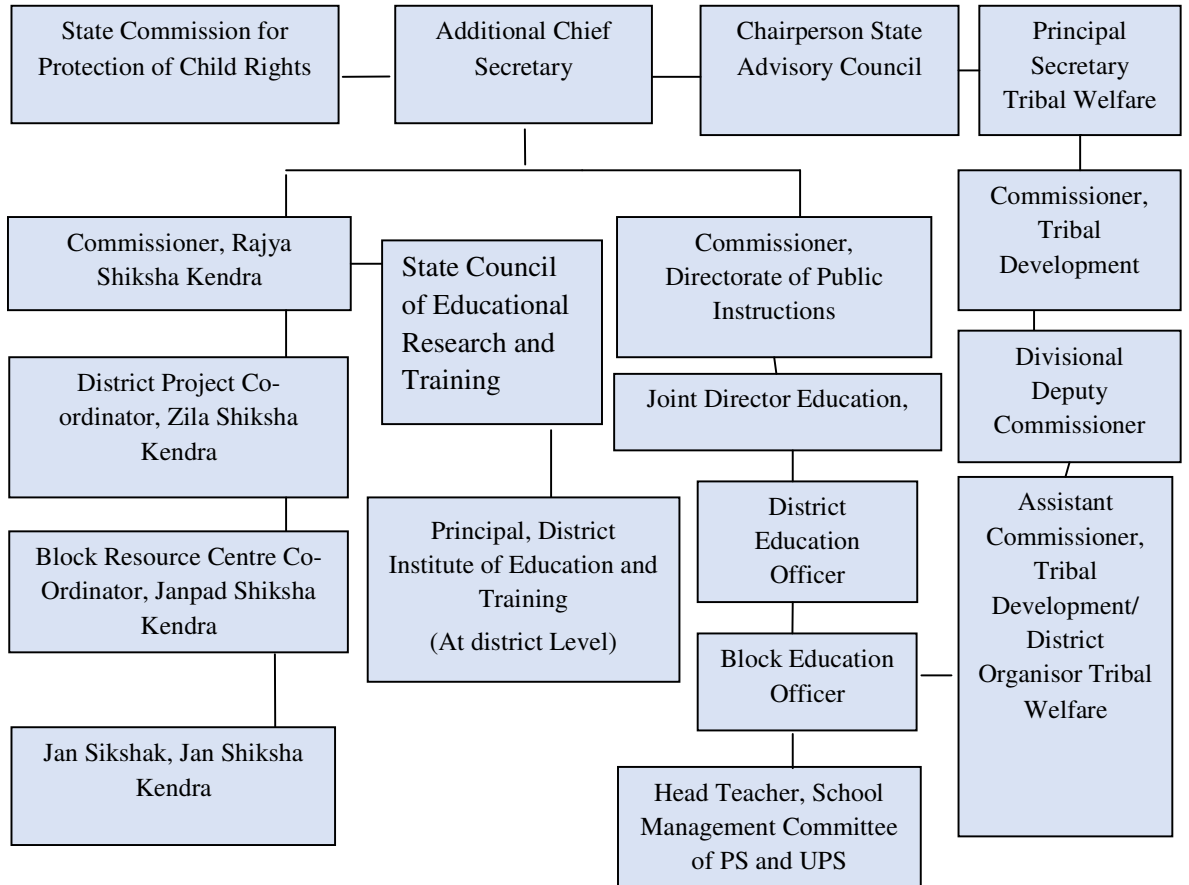 State Commission for
Protection of Child Rights
Additional Chief
Secretary
Chairperson State
Advisory Council
Principal
Secretary
Tribal Welfare
Commissioner, Rajya
Shiksha Kendra
State Council
of Educational
Research and
Training
Commissioner,
Directorate of Public
Instructions
Commissioner,
Tribal
Development
District Project Co-
ordinator, Zila Shiksha
Kendra
Joint Director Education,
Divisional
Deputy
Commissioner
Block Resource Centre Co-
Ordinator, Janpad Shiksha
Kendra
Principal, District
Institute of Education and
Training
(At district Level)
District
Education
Officer
Assistant
Commissioner,
Tribal
Development/
District
Organisor Tribal
Welfare
Block Education
Officer
Jan Sikshak, Jan Shiksha
Kendra
Head Teacher, School
Management Committee
of PS and UPS